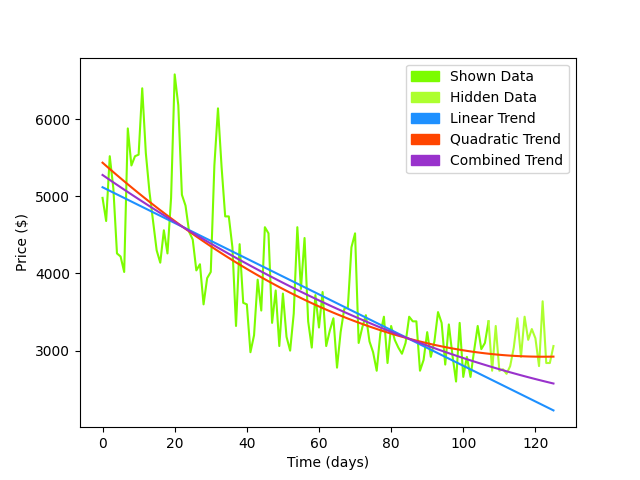 Shown Data
Hidden Data
Linear Trend
Quadratic Trend
Combined Trend
6000
5000
4000
3000
Price ($)
0 20 40 60 80 100 120
Time (days)